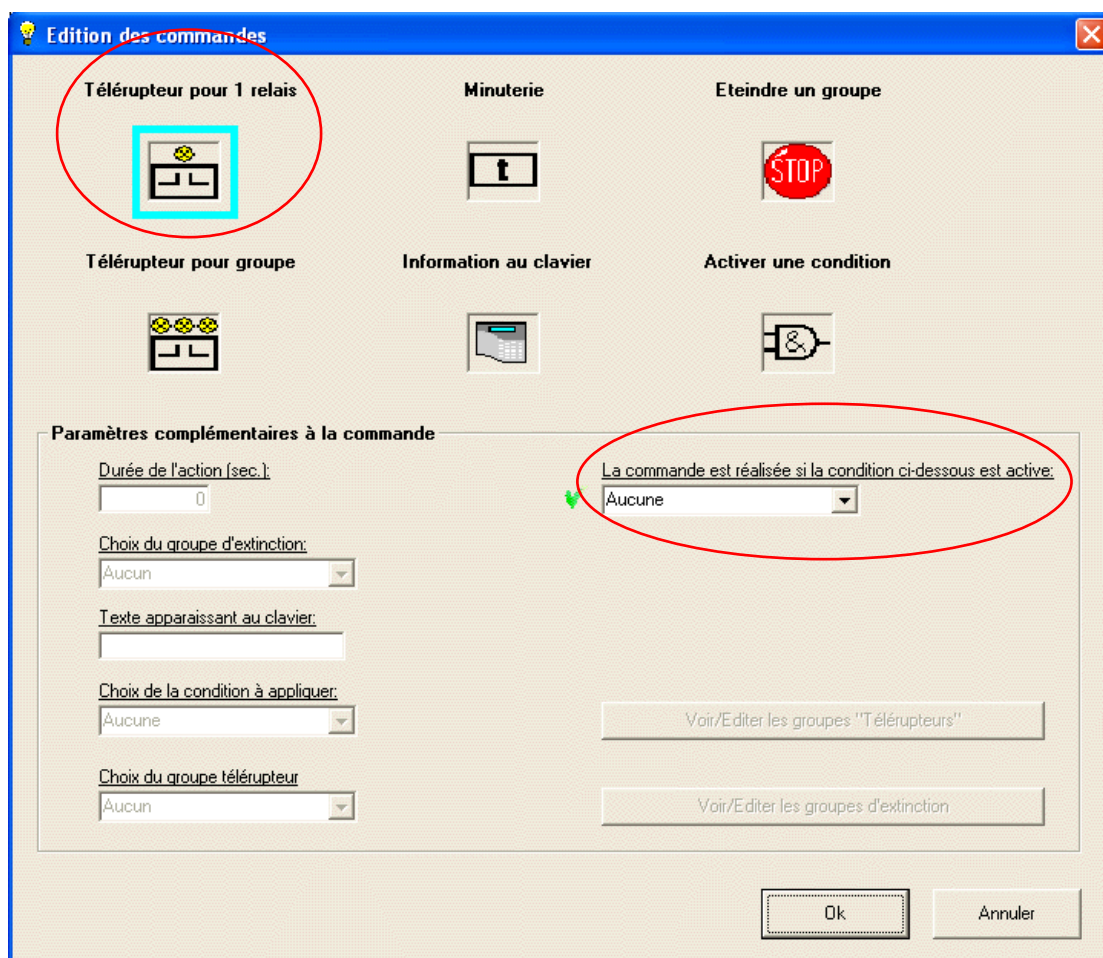 Edition des commandes
Télérupteur pour 1 relais
Minuterie
Eteindre un groupe
t
STOP
Télérupteur pour groupe
Information au clavier
Activer une condition
&
Paramètres complémentaires à la commande
Durée de l'action (sec.):
0
La commande est réalisée si la condition ci-dessous est active:
Aucune
Choix du groupe d'extinction:
Aucun
Texte apparaissant au clavier:
Choix de la condition à appliquer:
Aucune
Voir/Editer les groupes "Télérupteurs"
Choix du groupe télérupteur
Aucun
Voir/Editer les groupes d'extinction
Ok
Annuler